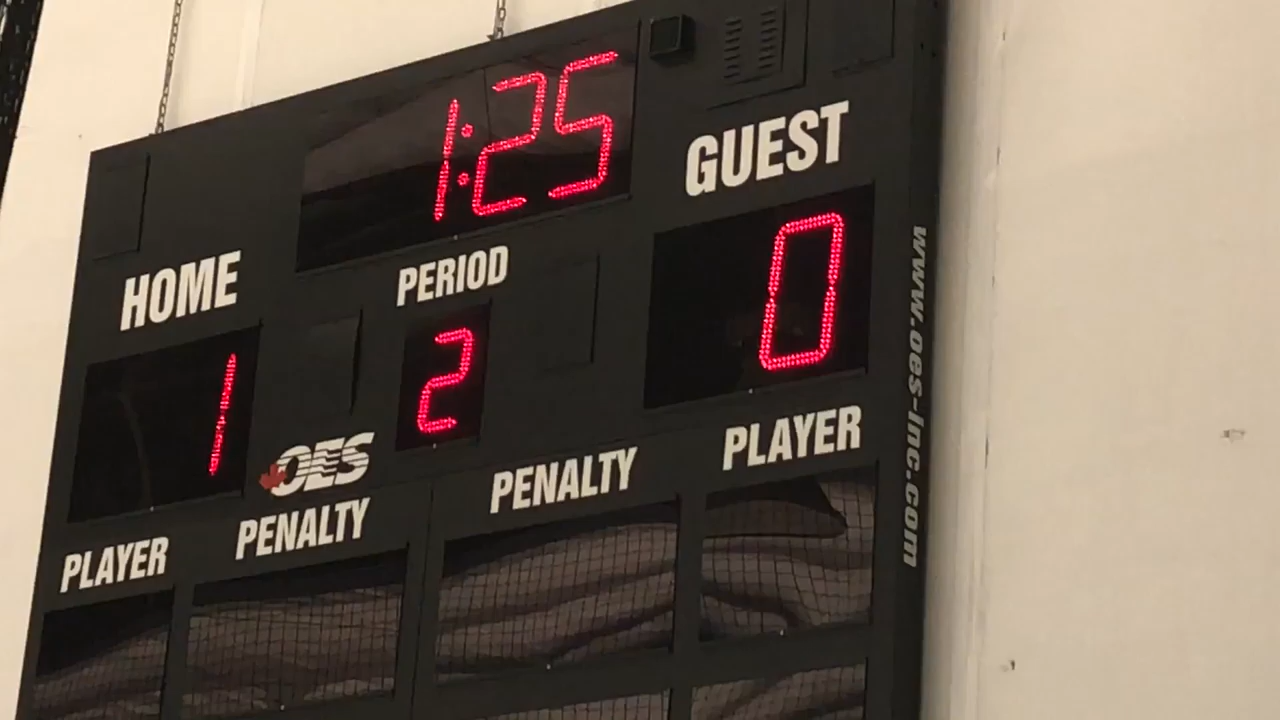 1:25
GUEST
HOME
PERIOD
1
2
0
OES
PENALTY
PLAYER
PLAYER
PENALTY
www.oes-inc.com